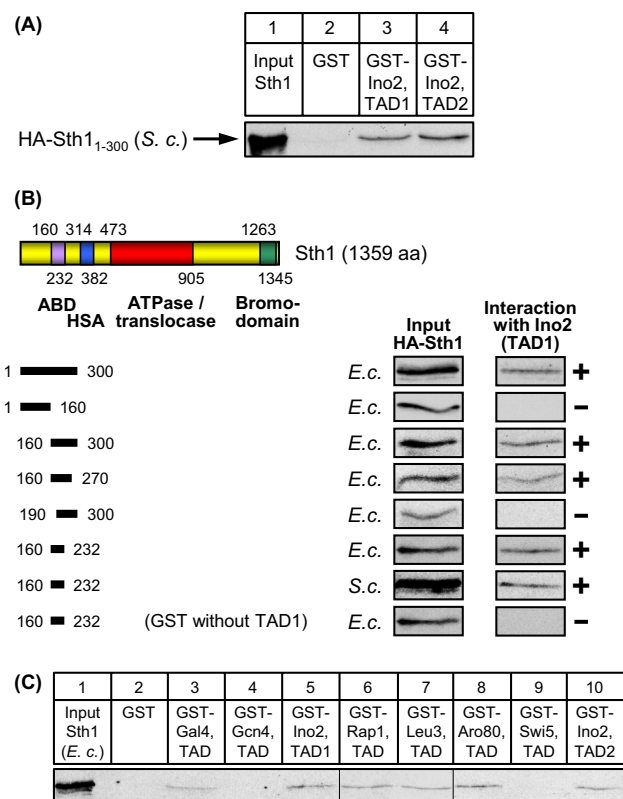 (A)
1 2 3 4
Input Sth1 GST GST-Ino2, TAD1 GST-Ino2, TAD2
HA-Sth1₁₋₃₀₀ (S. c.)
(B)
160 314 473 1263
Sth1 (1359 aa)
232 382 905 1345
ABD HSA ATPase / translocase Bromo-domain
Input HA-Sth1 Interaction with Ino2 (TAD1)
1 300 E.c. +
1 160 E.c. –
160 300 E.c. +
160 270 E.c. +
190 300 E.c. –
160 232 E.c. +
160 232 S.c. +
160 232 (GST without TAD1) E.c. –
(C)
1 2 3 4 5 6 7 8 9 10
Input Sth1 (E. c.) GST GST-Gal4, TAD GST-Gcn4, TAD GST-Ino2, TAD1 GST-Rap1, TAD GST-Leu3, TAD GST-Aro80, TAD GST-Swi5, TAD GST-Ino2, TAD2